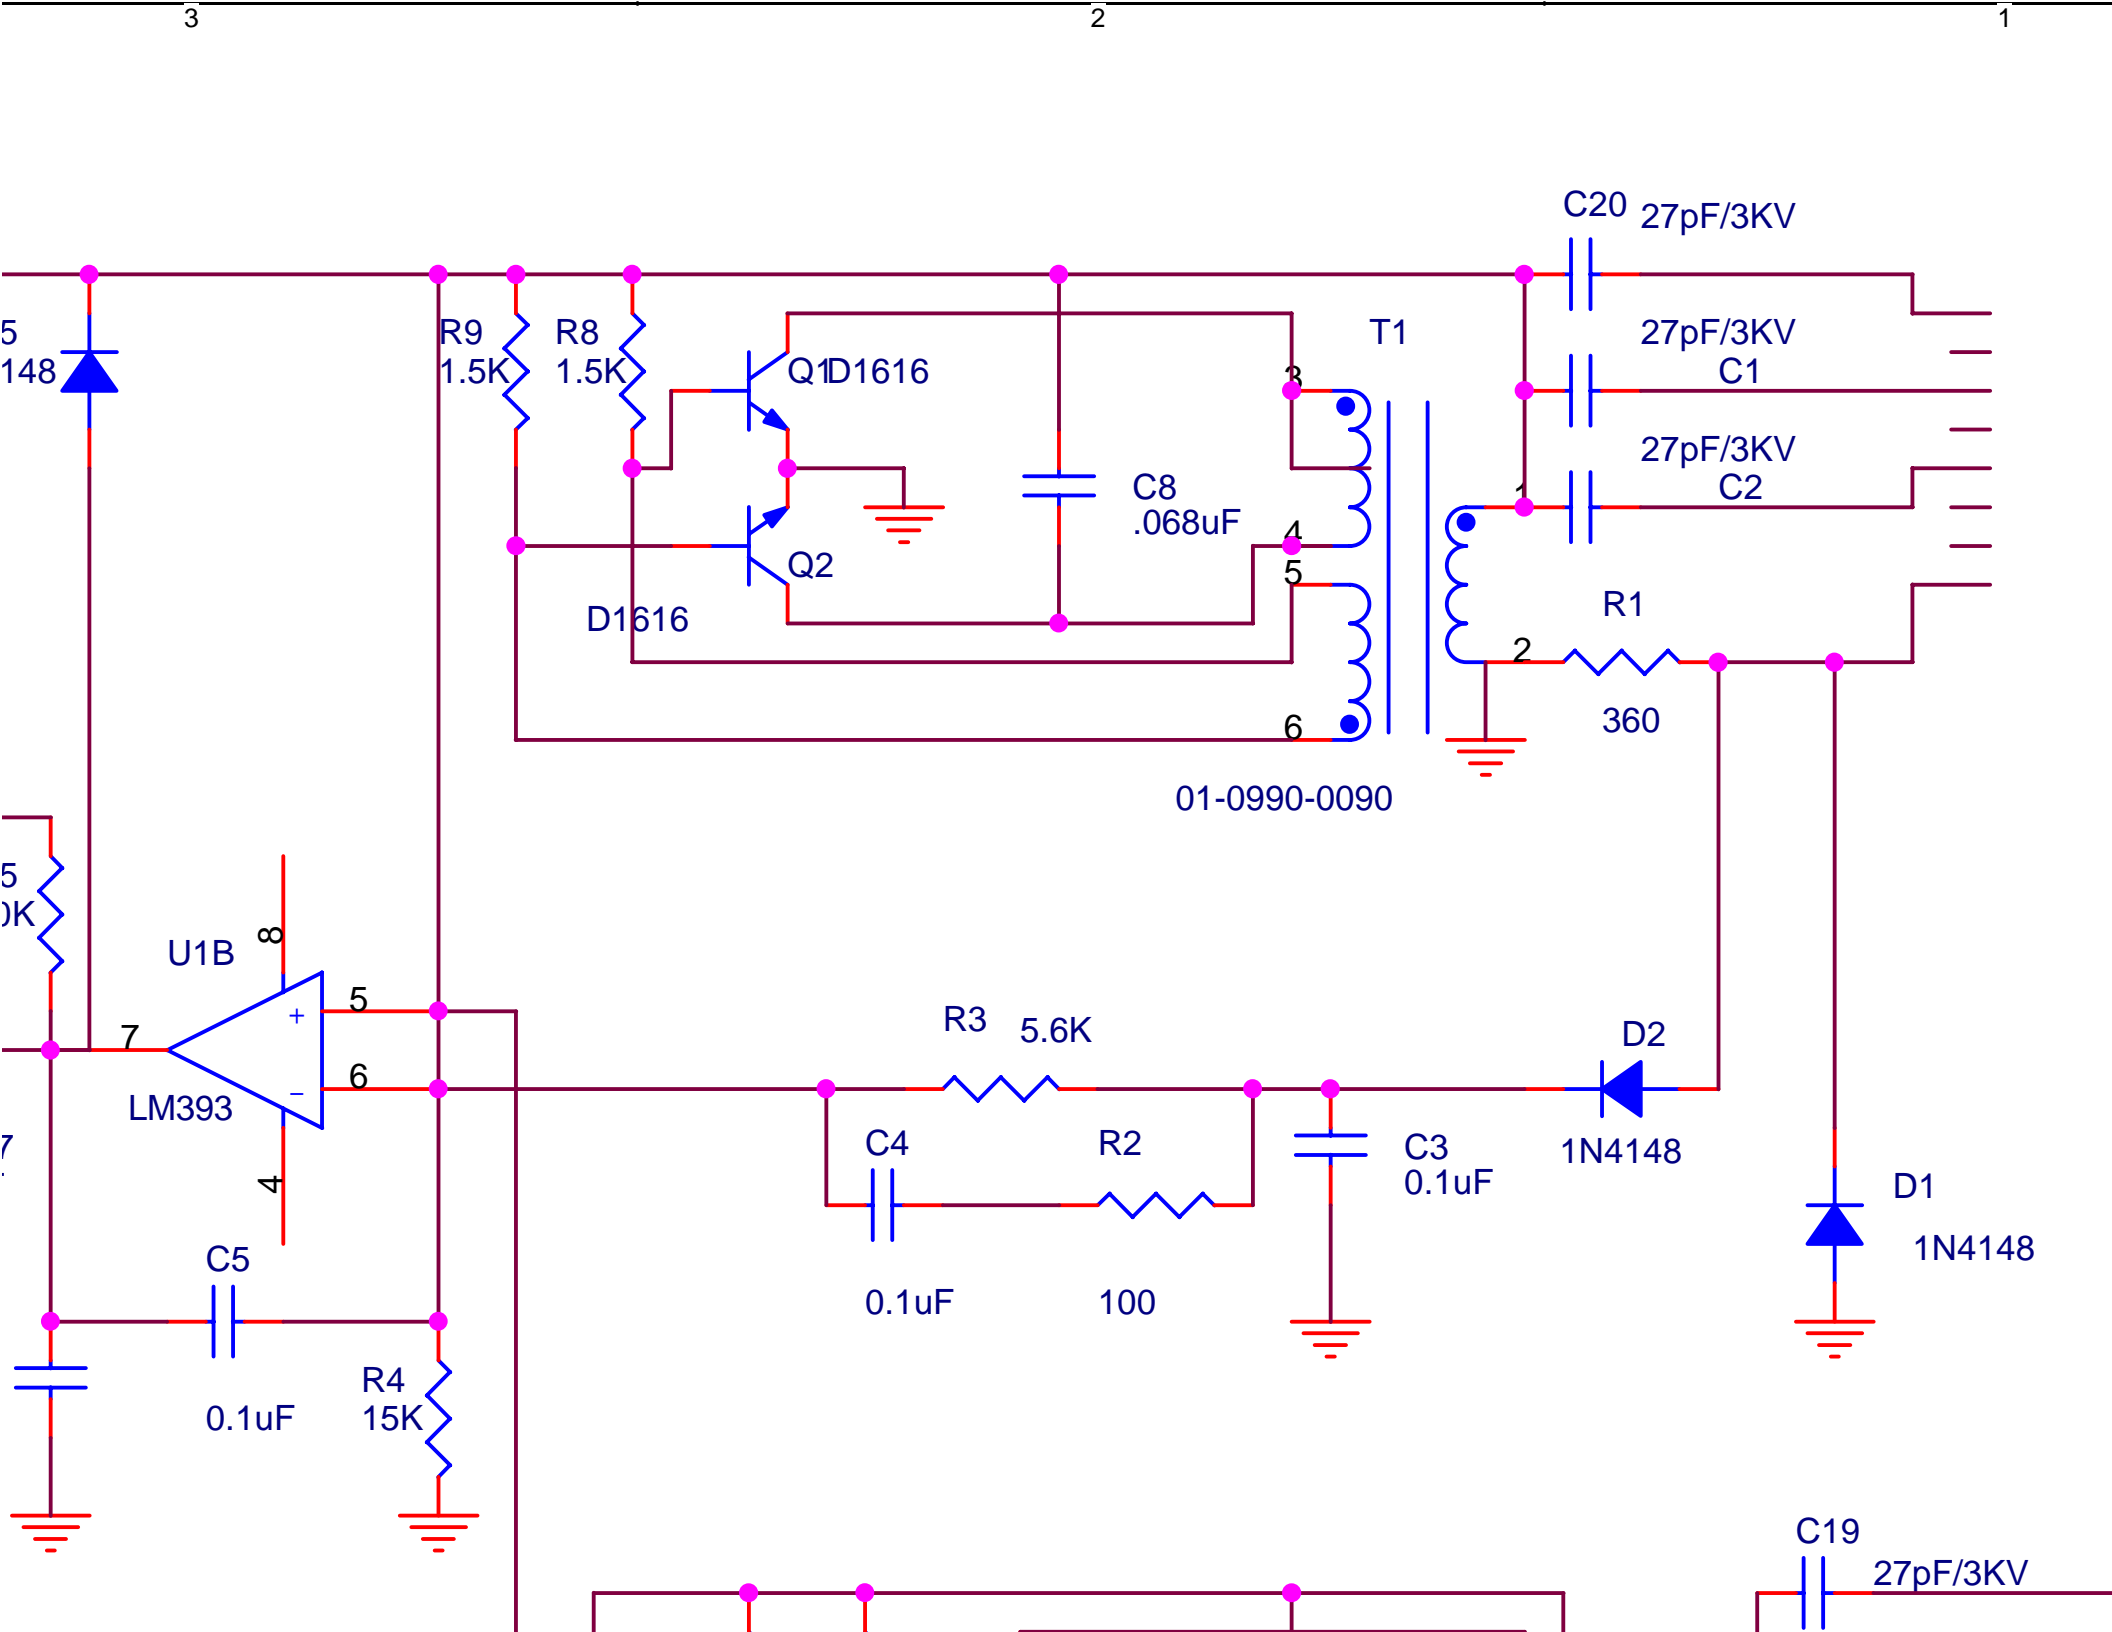 3
2
1
C20
27pF/3KV
5
148
R9
1.5K
R8
1.5K
Q1
D1616
T1
3
27pF/3KV
C1
27pF/3KV
C2
C8
.068uF
1
4
5
Q2
D1616
R1
2
360
6
01-0990-0090
5
0K
8
U1B
5
+
7
6
−
LM393
4
R3
5.6K
D2
1N4148
C4
R2
C3
0.1uF
D1
1N4148
7
C5
0.1uF
100
0.1uF
R4
15K
C19
27pF/3KV